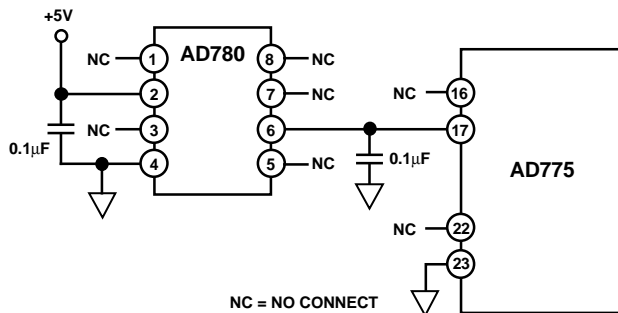 +5V
AD780
NC 1
8 NC
2
7 NC
NC 3
6
0.1µF
4
5 NC
0.1µF
NC 16
17
AD775
NC 22
23
NC = NO CONNECT